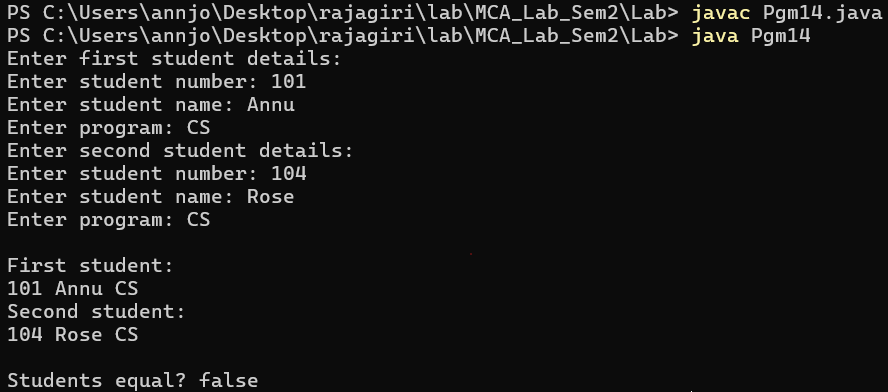 PS C:\Users\annjo\Desktop\rajagiri\lab\MCA_Lab_Sem2\Lab> javac Pgm14.java
PS C:\Users\annjo\Desktop\rajagiri\lab\MCA_Lab_Sem2\Lab> java Pgm14
Enter first student details:
Enter student number: 101
Enter student name: Annu
Enter program: CS
Enter second student details:
Enter student number: 104
Enter student name: Rose
Enter program: CS

First student:
101 Annu CS
Second student:
104 Rose CS

Students equal? false